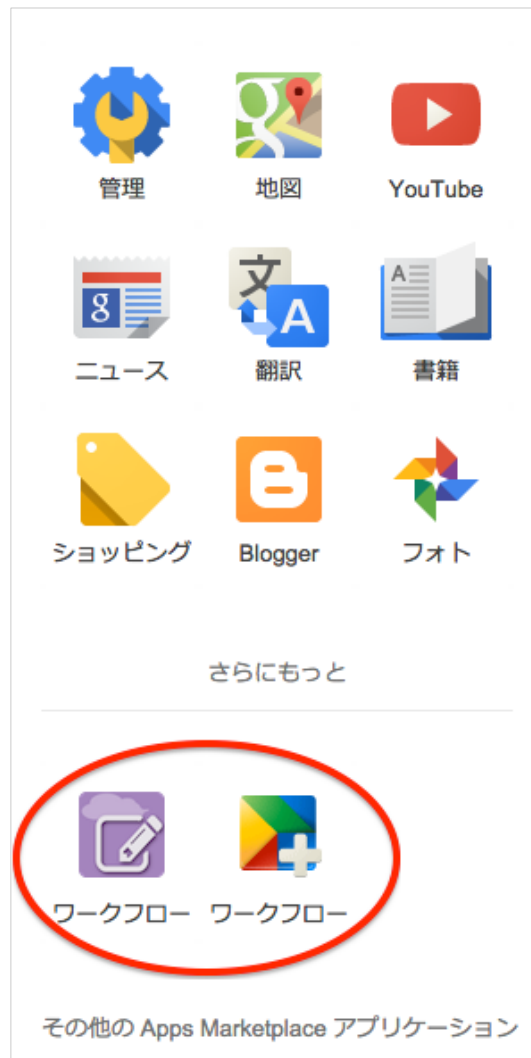 管理 地図 YouTube
g
g 文 A A
ニュース 翻訳 書籍
ショッピング Blogger フォト
さらにもっと
ワークフロー ワークフロー
その他の Apps Marketplace アプリケーション